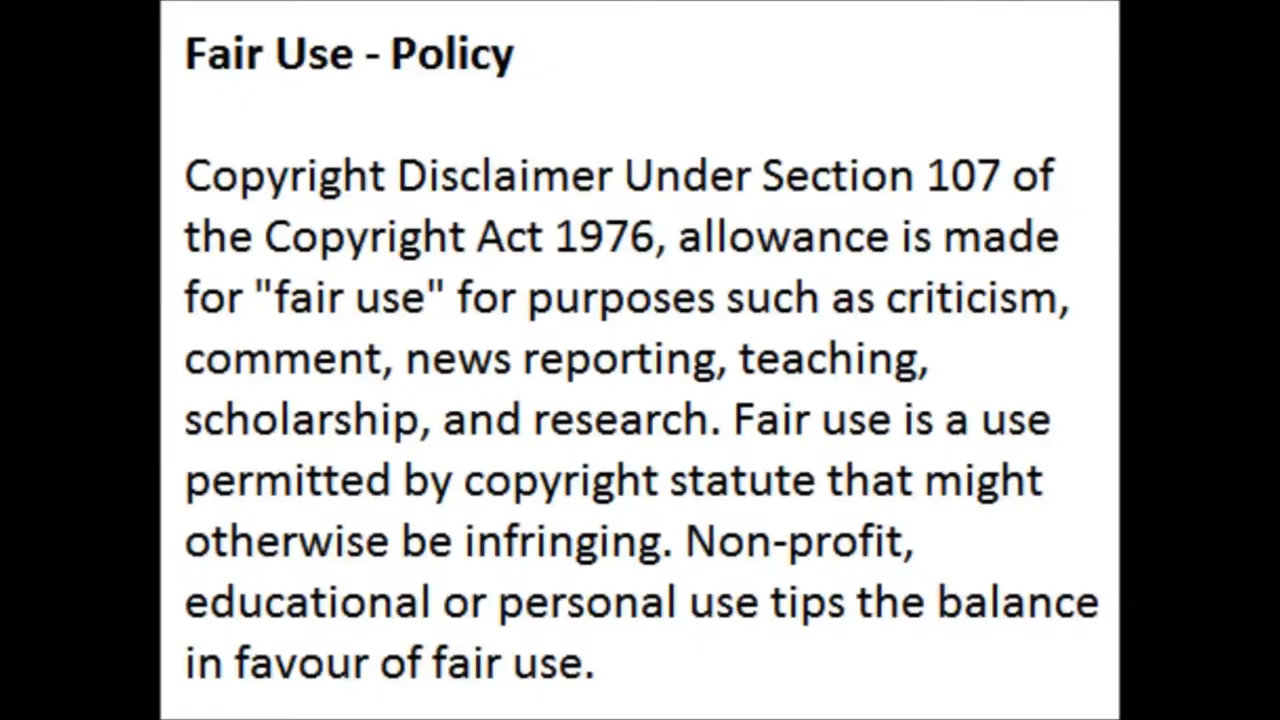 Fair Use - Policy
Copyright Disclaimer Under Section 107 of
the Copyright Act 1976, allowance is made
for "fair use" for purposes such as criticism,
comment, news reporting, teaching,
scholarship, and research. Fair use is a use
permitted by copyright statute that might
otherwise be infringing. Non-profit,
educational or personal use tips the balance
in favour of fair use.